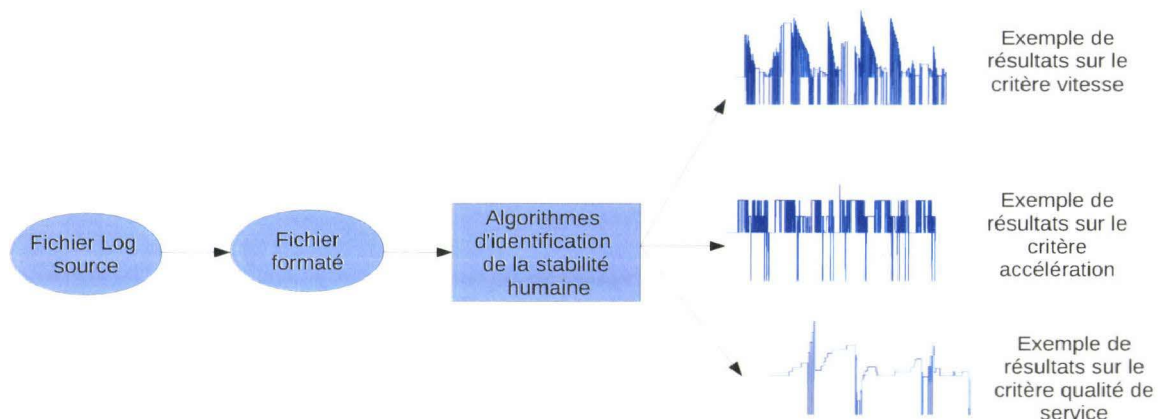 Exemple de
résultats sur le
critère vitesse
Fichier Log
source
Fichier
formaté
Algorithmes
d'identification
de la stabilité
humaine
Exemple de
résultats sur le
critère
accélération
Exemple de
résultats sur le
critère qualité de
service